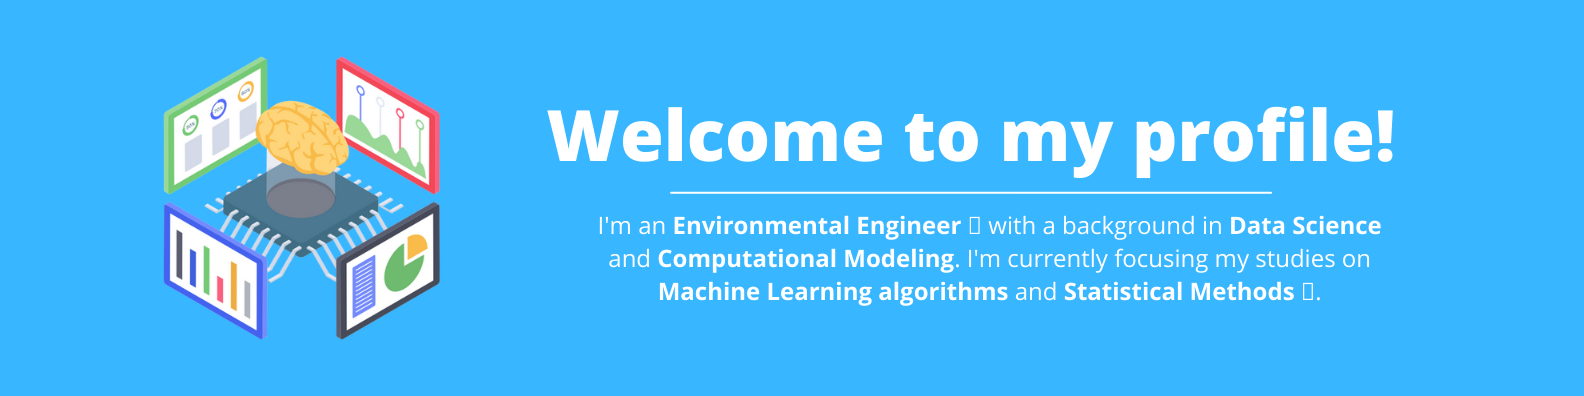 Welcome to my profile!
I'm an Environmental Engineer ▯ with a background in Data Science
and Computational Modeling. I'm currently focusing my studies on
Machine Learning algorithms and Statistical Methods ▯.